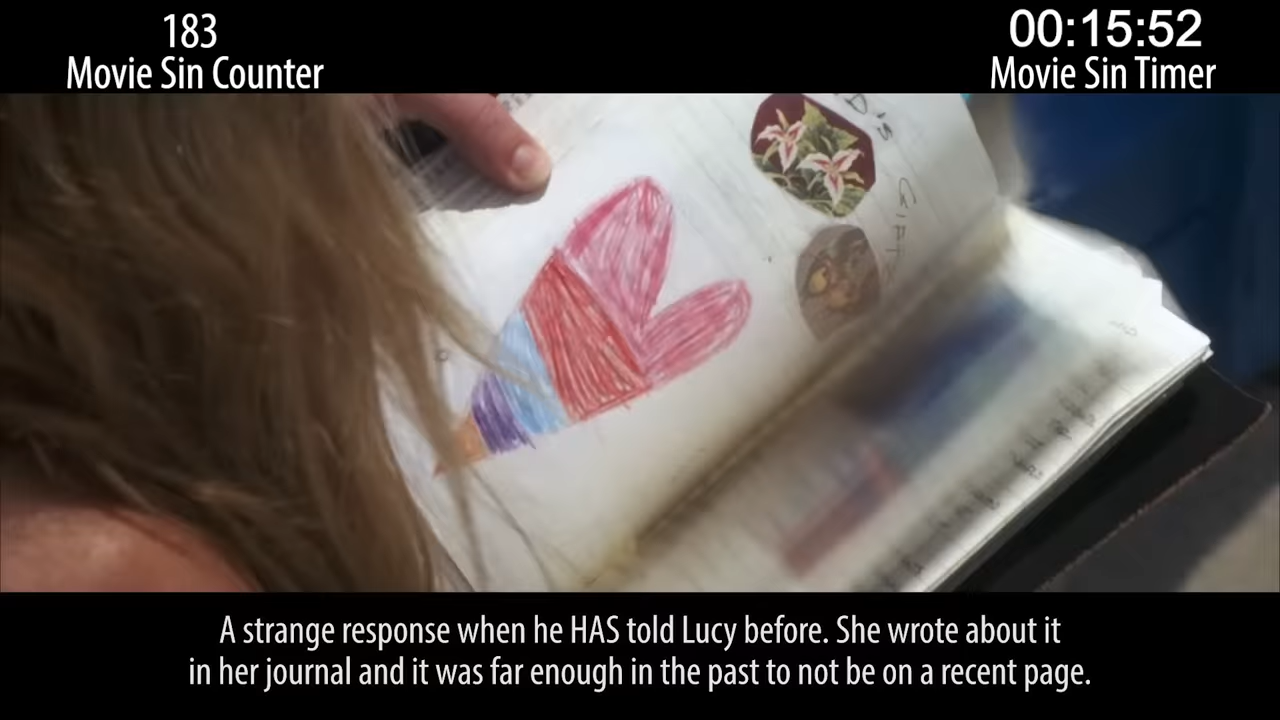 183
Movie Sin Counter
00:15:52
Movie Sin Timer
D's
GIFTS
A strange response when he HAS told Lucy before. She wrote about it
in her journal and it was far enough in the past to not be on a recent page.